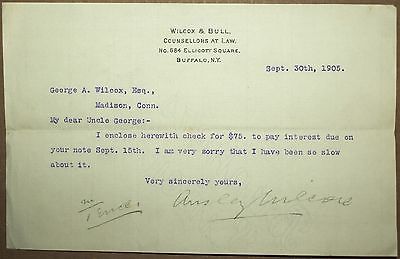 WILCOX & BULL.
COUNSELLORS AT LAW.
No. 684 ELLICOTT SQUARE,
BUFFALO, N.Y.
Sept. 30th, 1905.
George A. Wilcox, Esq.,
Madison, Conn.
My dear Uncle George:-
I enclose herewith check for $75. to pay interest due on
your note Sept. 15th. I am very sorry that I have been so slow
about it.
Very sincerely yours,
Ansley Wilcox